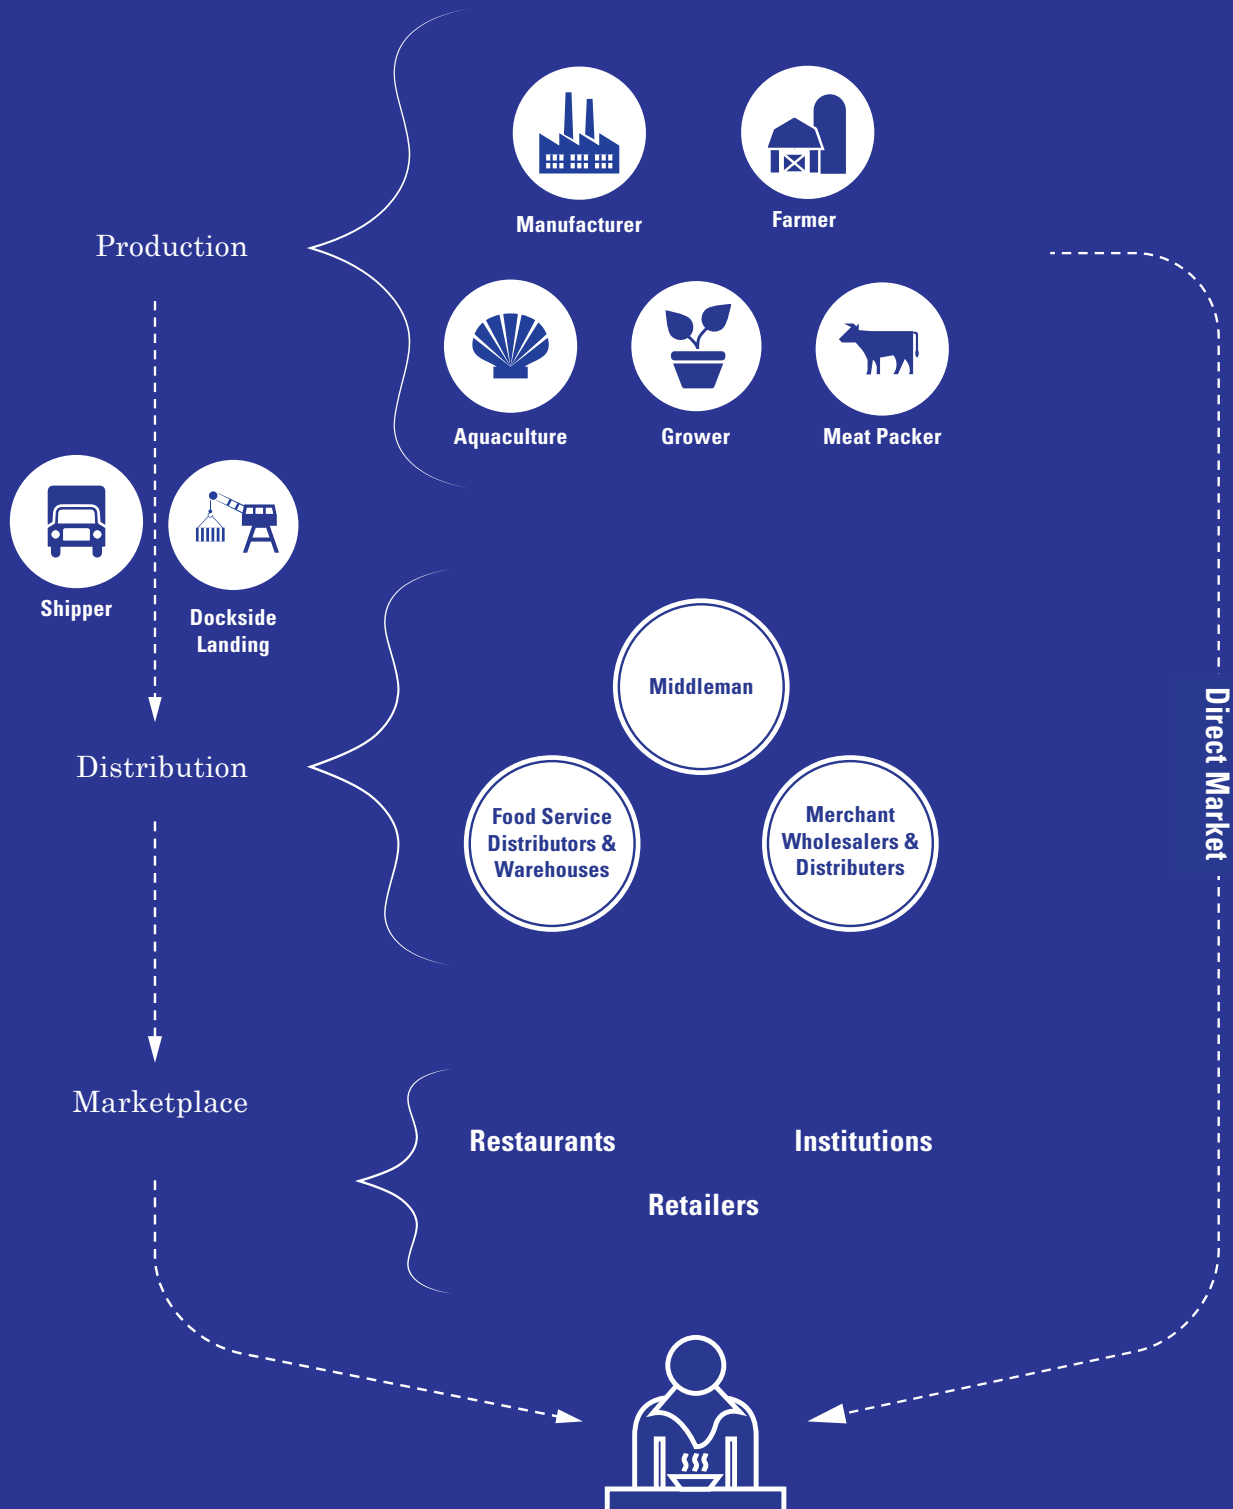 Manufacturer
Farmer
Production
Aquaculture
Grower
Meat Packer
Shipper
Dockside
Landing
Middleman
Direct Market
Distribution
Food Service
Distributors &
Warehouses
Merchant
Wholesalers &
Distributers
Marketplace
Restaurants
Institutions
Retailers